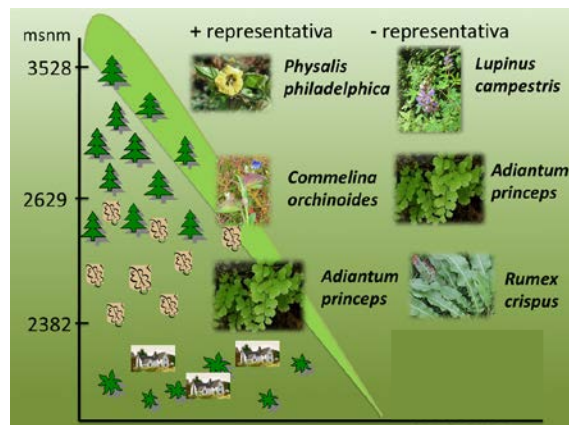 msnm
+ representativa
- representativa
3528
Physalis
philadelphica
Lupinus
campestris
2629
Commelina
orchinoides
Adiantum
princeps
2382
Adiantum
princeps
Rumex
crispus